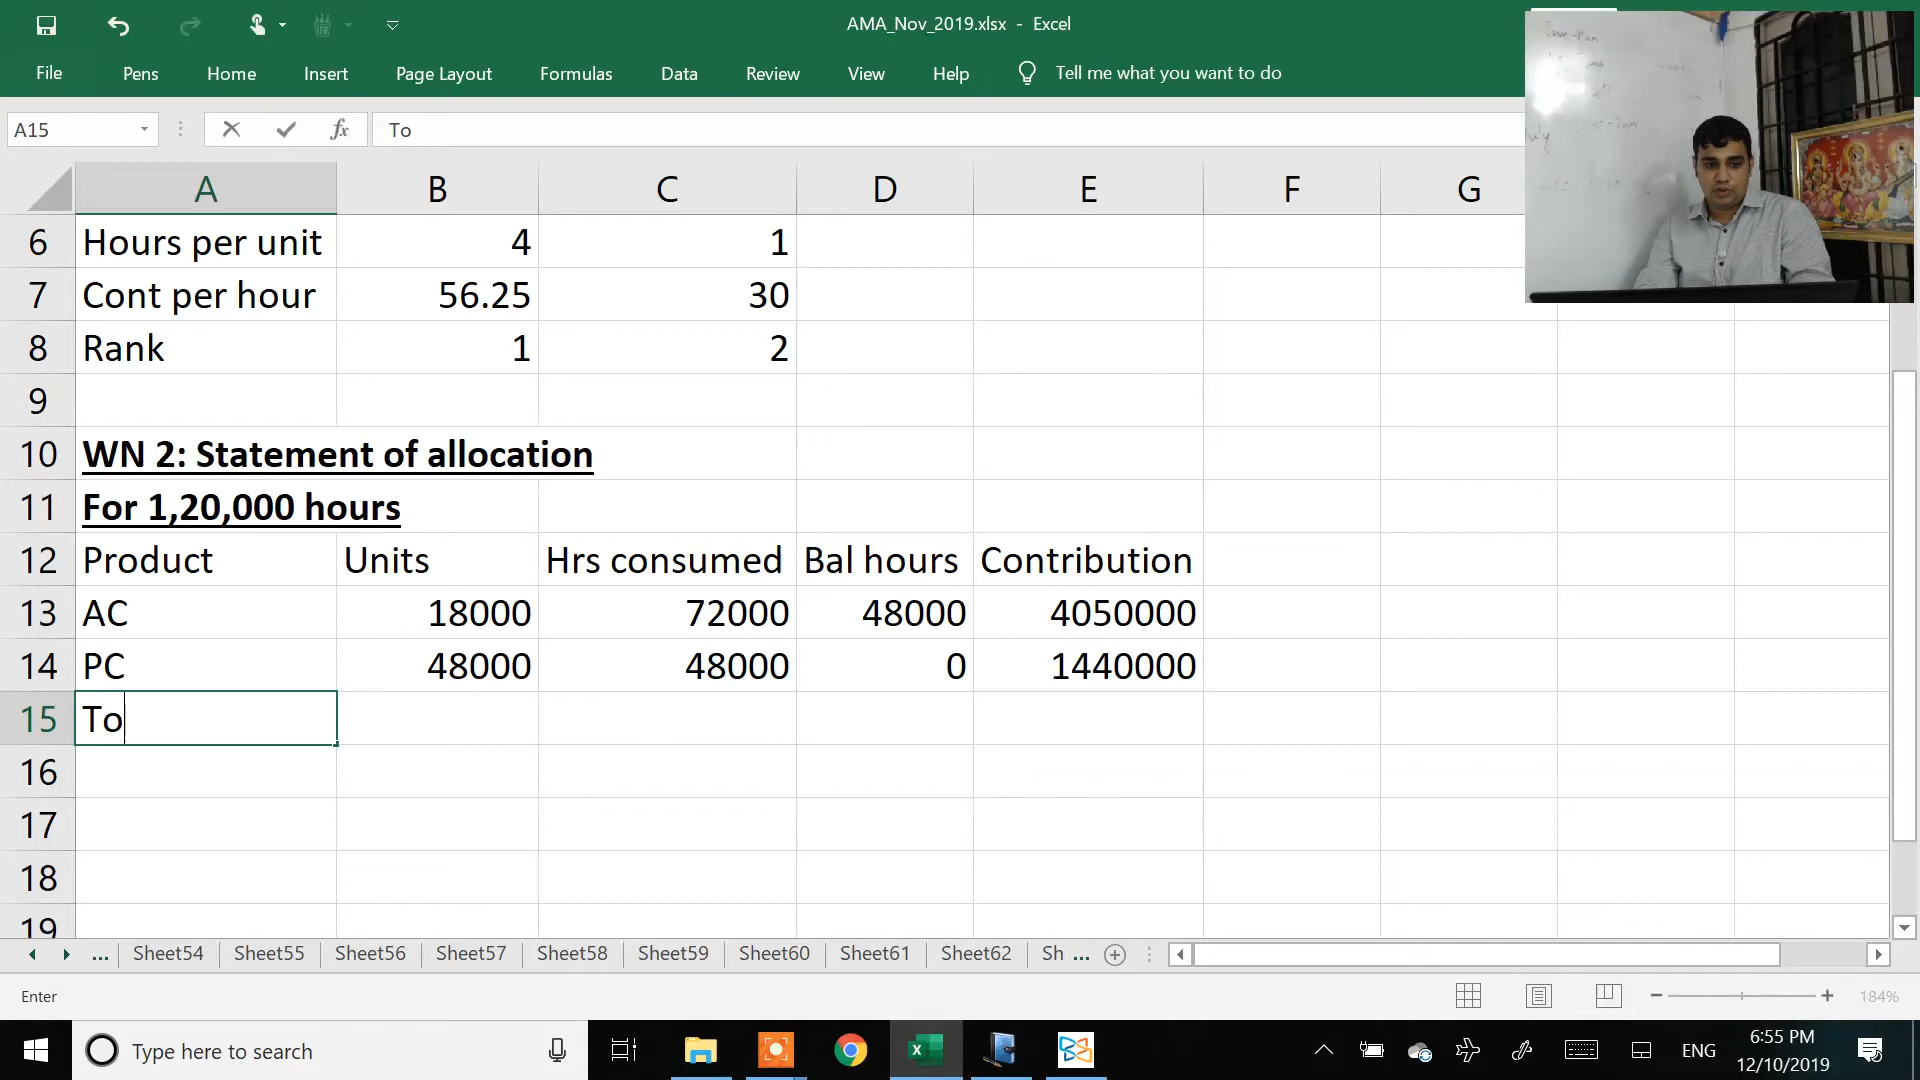 AMA_Nov_2019.xlsx - Excel
File Pens Home Insert Page Layout Formulas Data Review View Help Tell me what you want to do
A15 fx To
A B C D E F G
6 Hours per unit 4 1
7 Cont per hour 56.25 30
8 Rank 1 2
9
10 WN 2: Statement of allocation
11 For 1,20,000 hours
12 Product Units Hrs consumed Bal hours Contribution
13 AC 18000 72000 48000 4050000
14 PC 48000 48000 0 1440000
15 To
16
17
18
19
... Sheet54 Sheet55 Sheet56 Sheet57 Sheet58 Sheet59 Sheet60 Sheet61 Sheet62 Sh ...
Enter 184%
Type here to search ENG 6:55 PM
12/10/2019